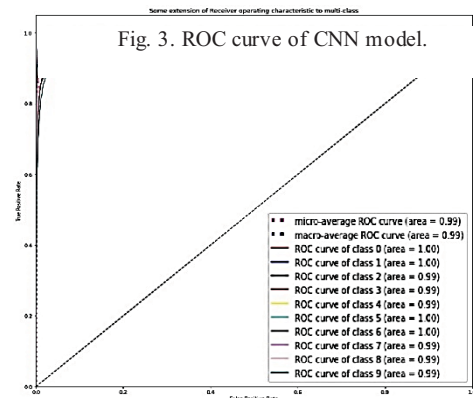 Some extension of Receiver operating characteristic to multi-class
Fig. 3. ROC curve of CNN model.
1.0
0.8
0.6
0.4
0.2
0.0
True Positive Rate
micro-average ROC curve (area = 0.99)
macro-average ROC curve (area = 0.99)
ROC curve of class 0 (area = 1.00)
ROC curve of class 1 (area = 1.00)
ROC curve of class 2 (area = 0.99)
ROC curve of class 3 (area = 0.99)
ROC curve of class 4 (area = 0.99)
ROC curve of class 5 (area = 1.00)
ROC curve of class 6 (area = 1.00)
ROC curve of class 7 (area = 0.99)
ROC curve of class 8 (area = 0.99)
ROC curve of class 9 (area = 0.99)
0.2
0.4
0.6
0.8